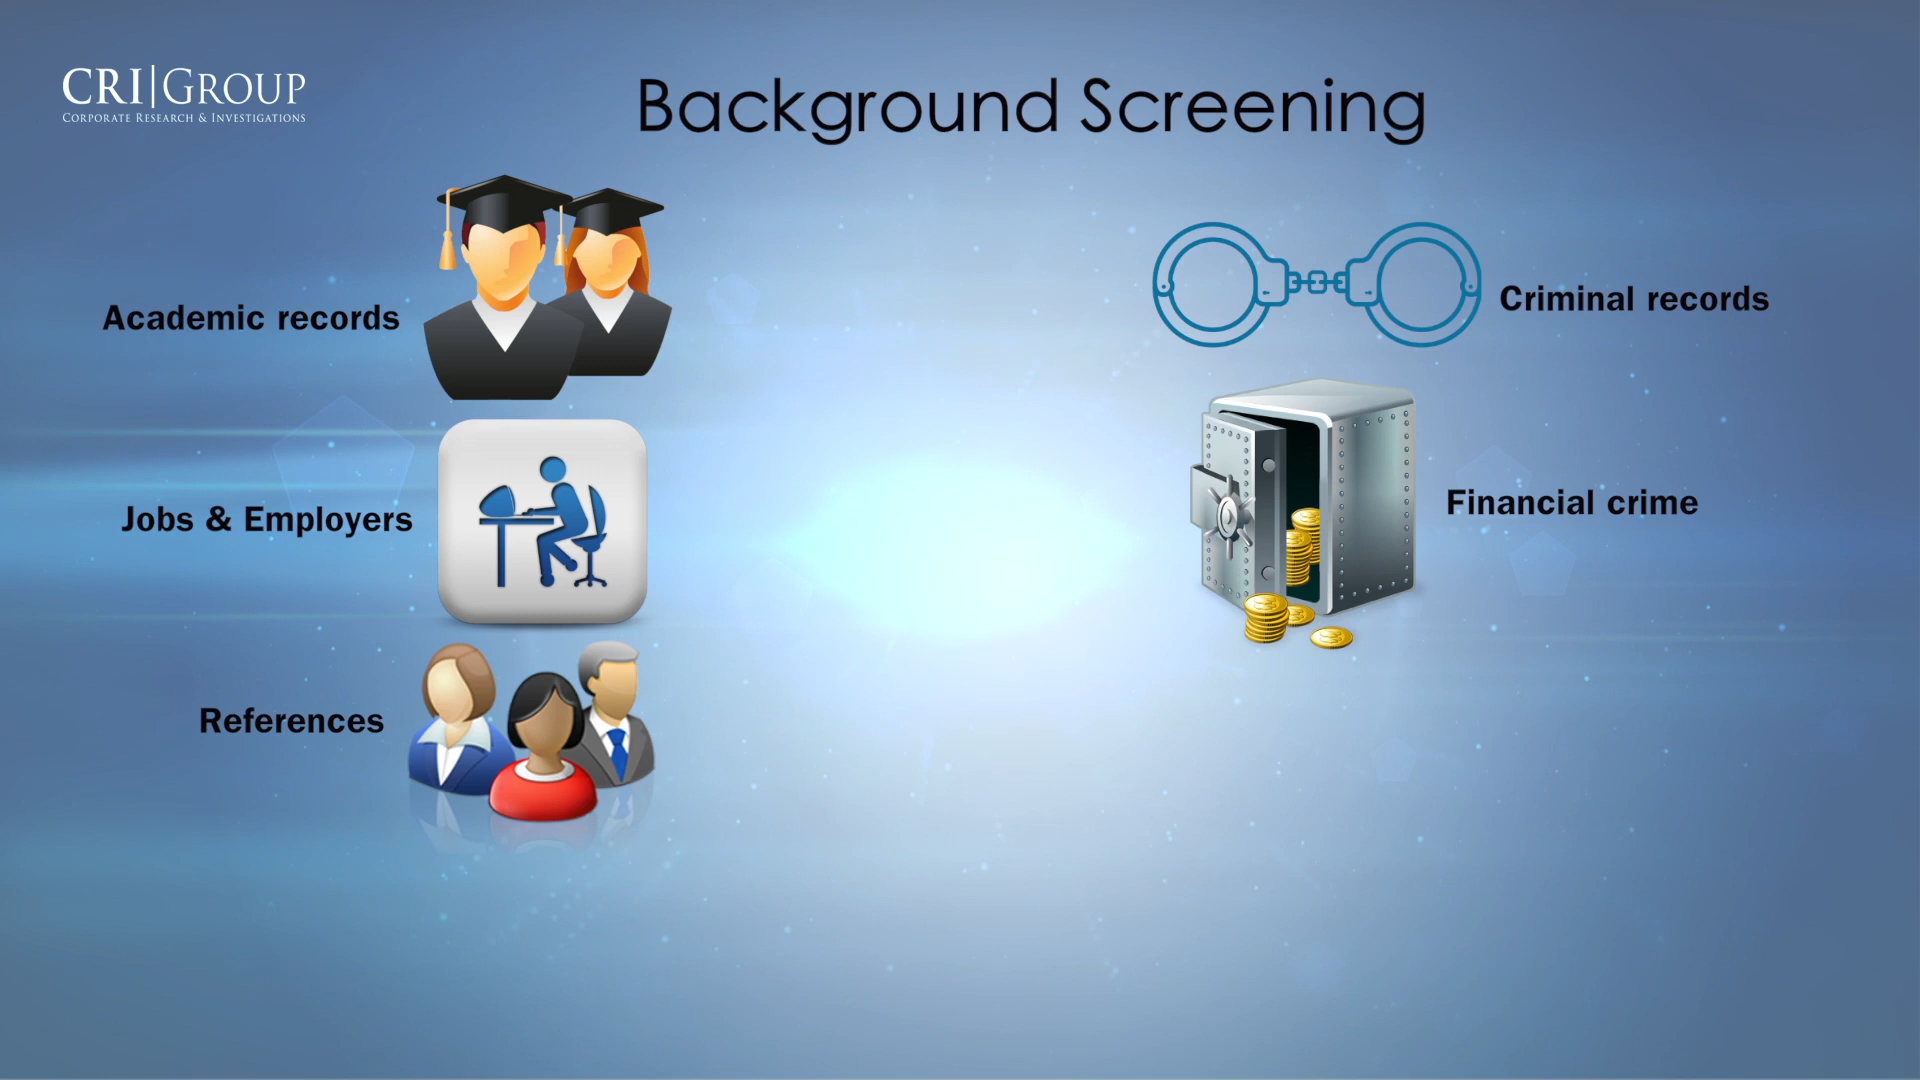 CRI|GROUP
CORPORATE RESEARCH & INVESTIGATIONS
Background Screening
Academic records
Criminal records
Jobs & Employers
Financial crime
References